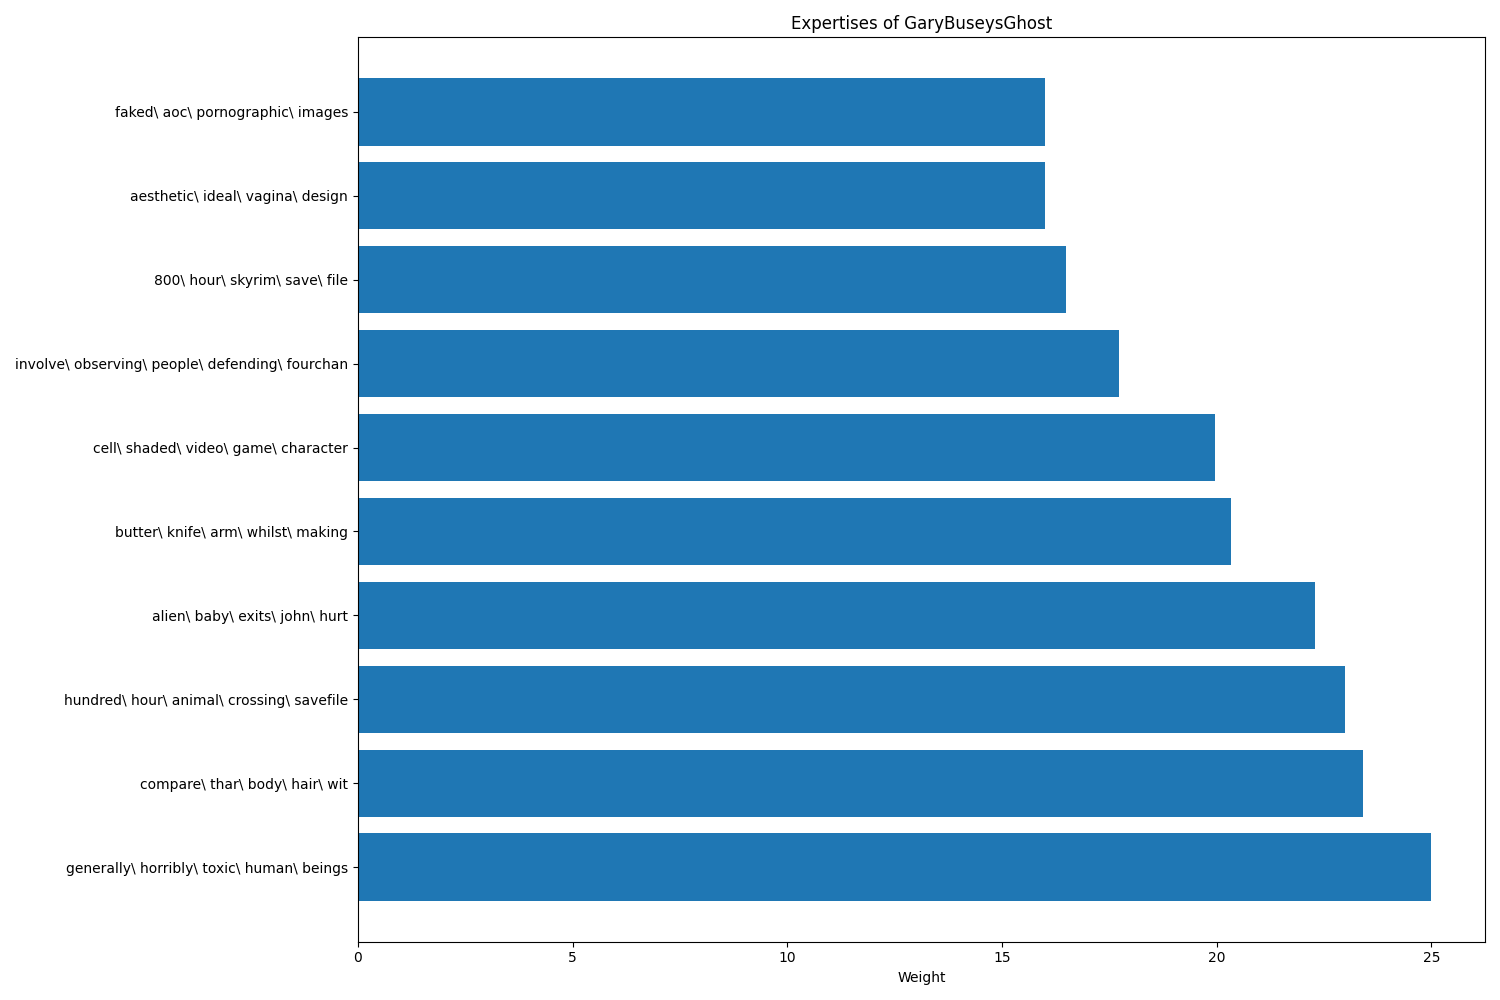 Expertises of GaryBuseysGhost
faked\ aoc\ pornographic\ images
aesthetic\ ideal\ vagina\ design
800\ hour\ skyrim\ save\ file
involve\ observing\ people\ defending\ fourchan
cell\ shaded\ video\ game\ character
butter\ knife\ arm\ whilst\ making
alien\ baby\ exits\ john\ hurt
hundred\ hour\ animal\ crossing\ savefile
compare\ thar\ body\ hair\ wit
generally\ horribly\ toxic\ human\ beings
0 5 10 15 20 25
Weight